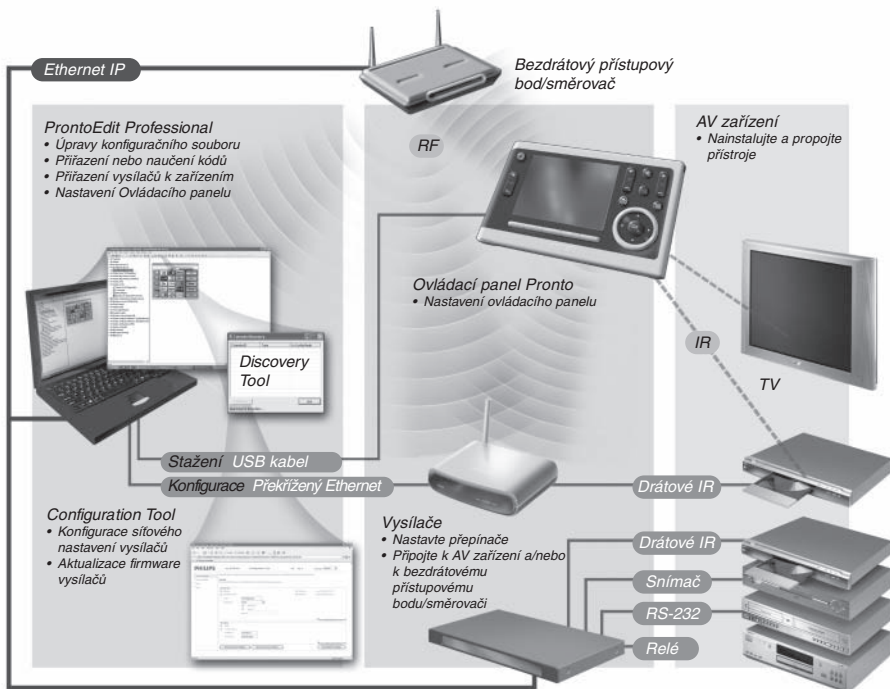 Ethernet IP
Bezdrátový přístupový
bod/směrovač
ProntoEdit Professional
• Úpravy konfiguračního souboru
• Přiřazení nebo naučení kódů
• Přiřazení vysílačů k zařízením
• Nastavení Ovládacího panelu
RF
AV zařízení
• Nainstalujte a propojte
přístroje
Ovládací panel Pronto
• Nastavení ovládacího panelu
Discovery
Tool
IR
TV
Stažení USB kabel
Konfigurace Překřížený Ethernet
Drátové IR
Configuration Tool
• Konfigurace síťového
nastavení vysílačů
• Aktualizace firmware
vysílačů
PHILIPS
Vysílače
• Nastavte přepínače
• Připojte k AV zařízení a/nebo
k bezdrátovému
přístupovému
bodu/směrovači
Drátové IR
Snímač
RS-232
Relé